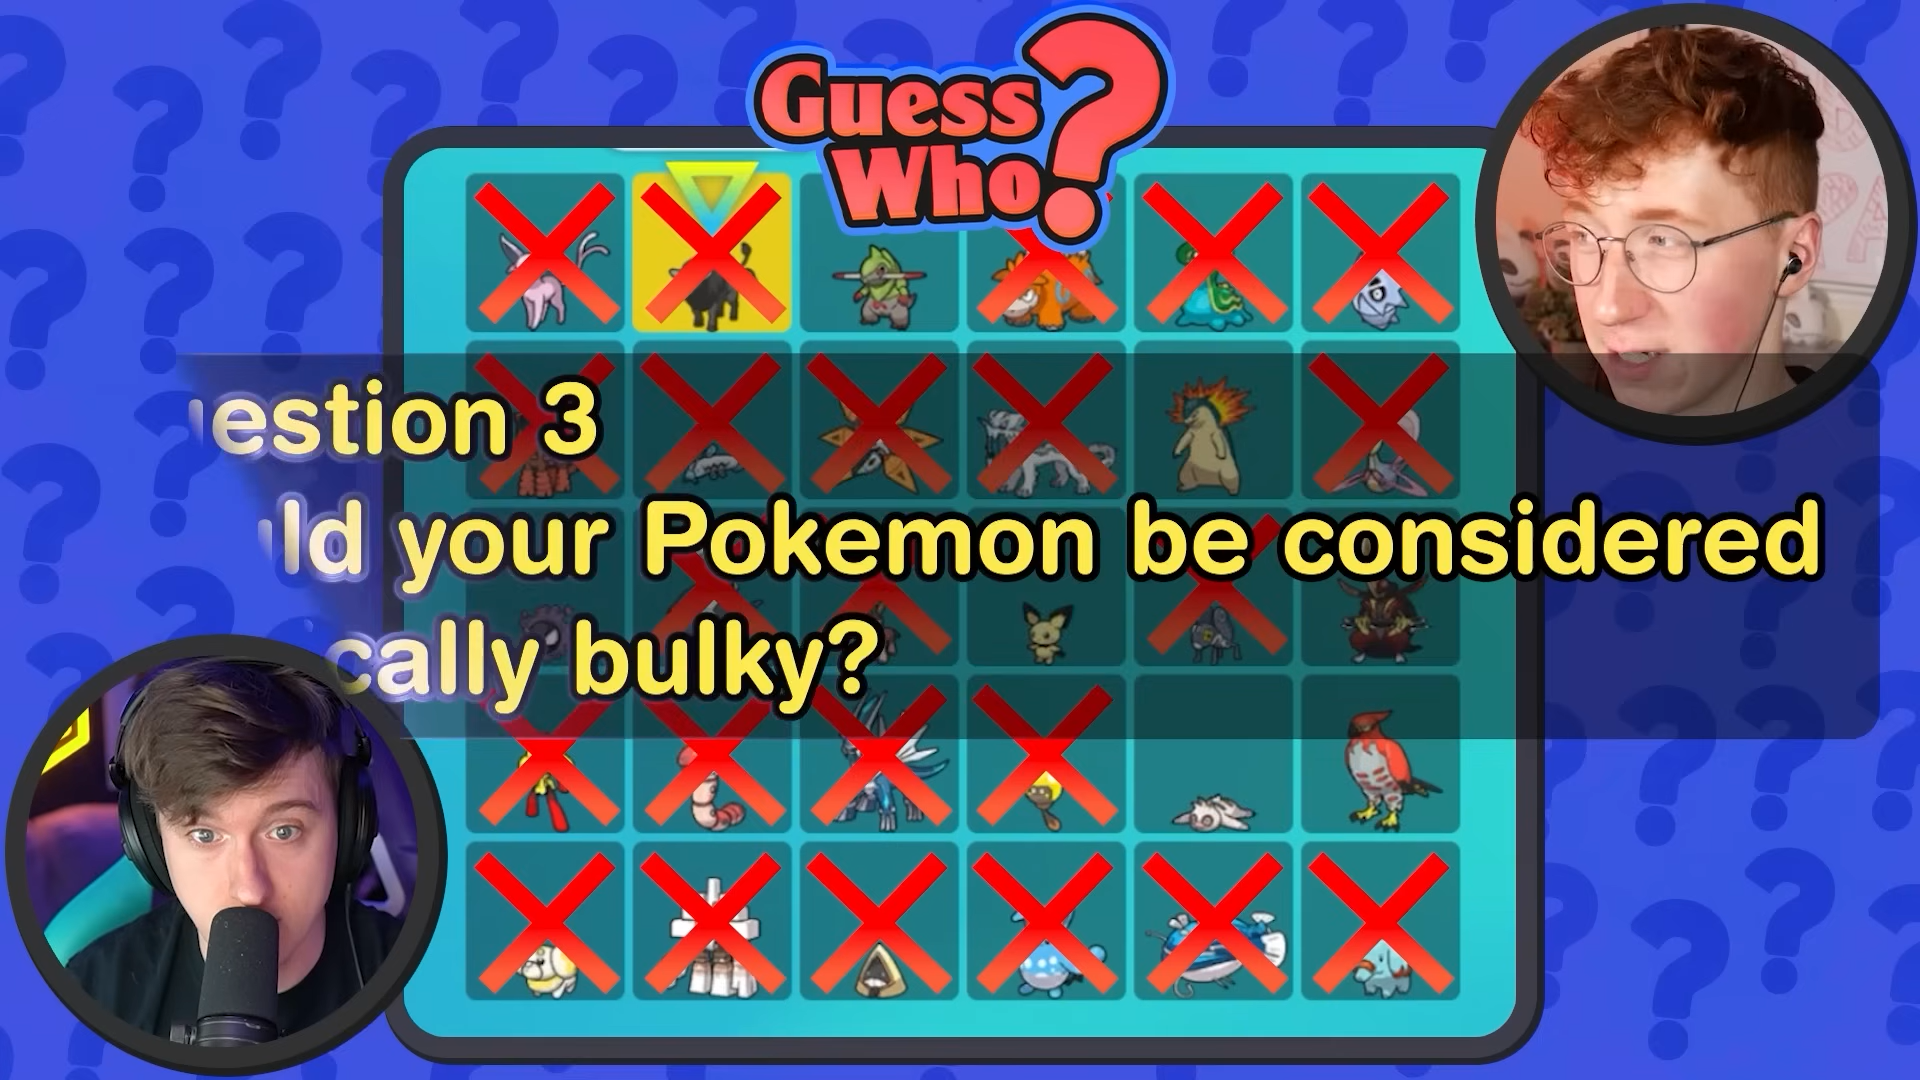 Guess
Who?
estion 3
ld your Pokemon be considered
cally bulky?